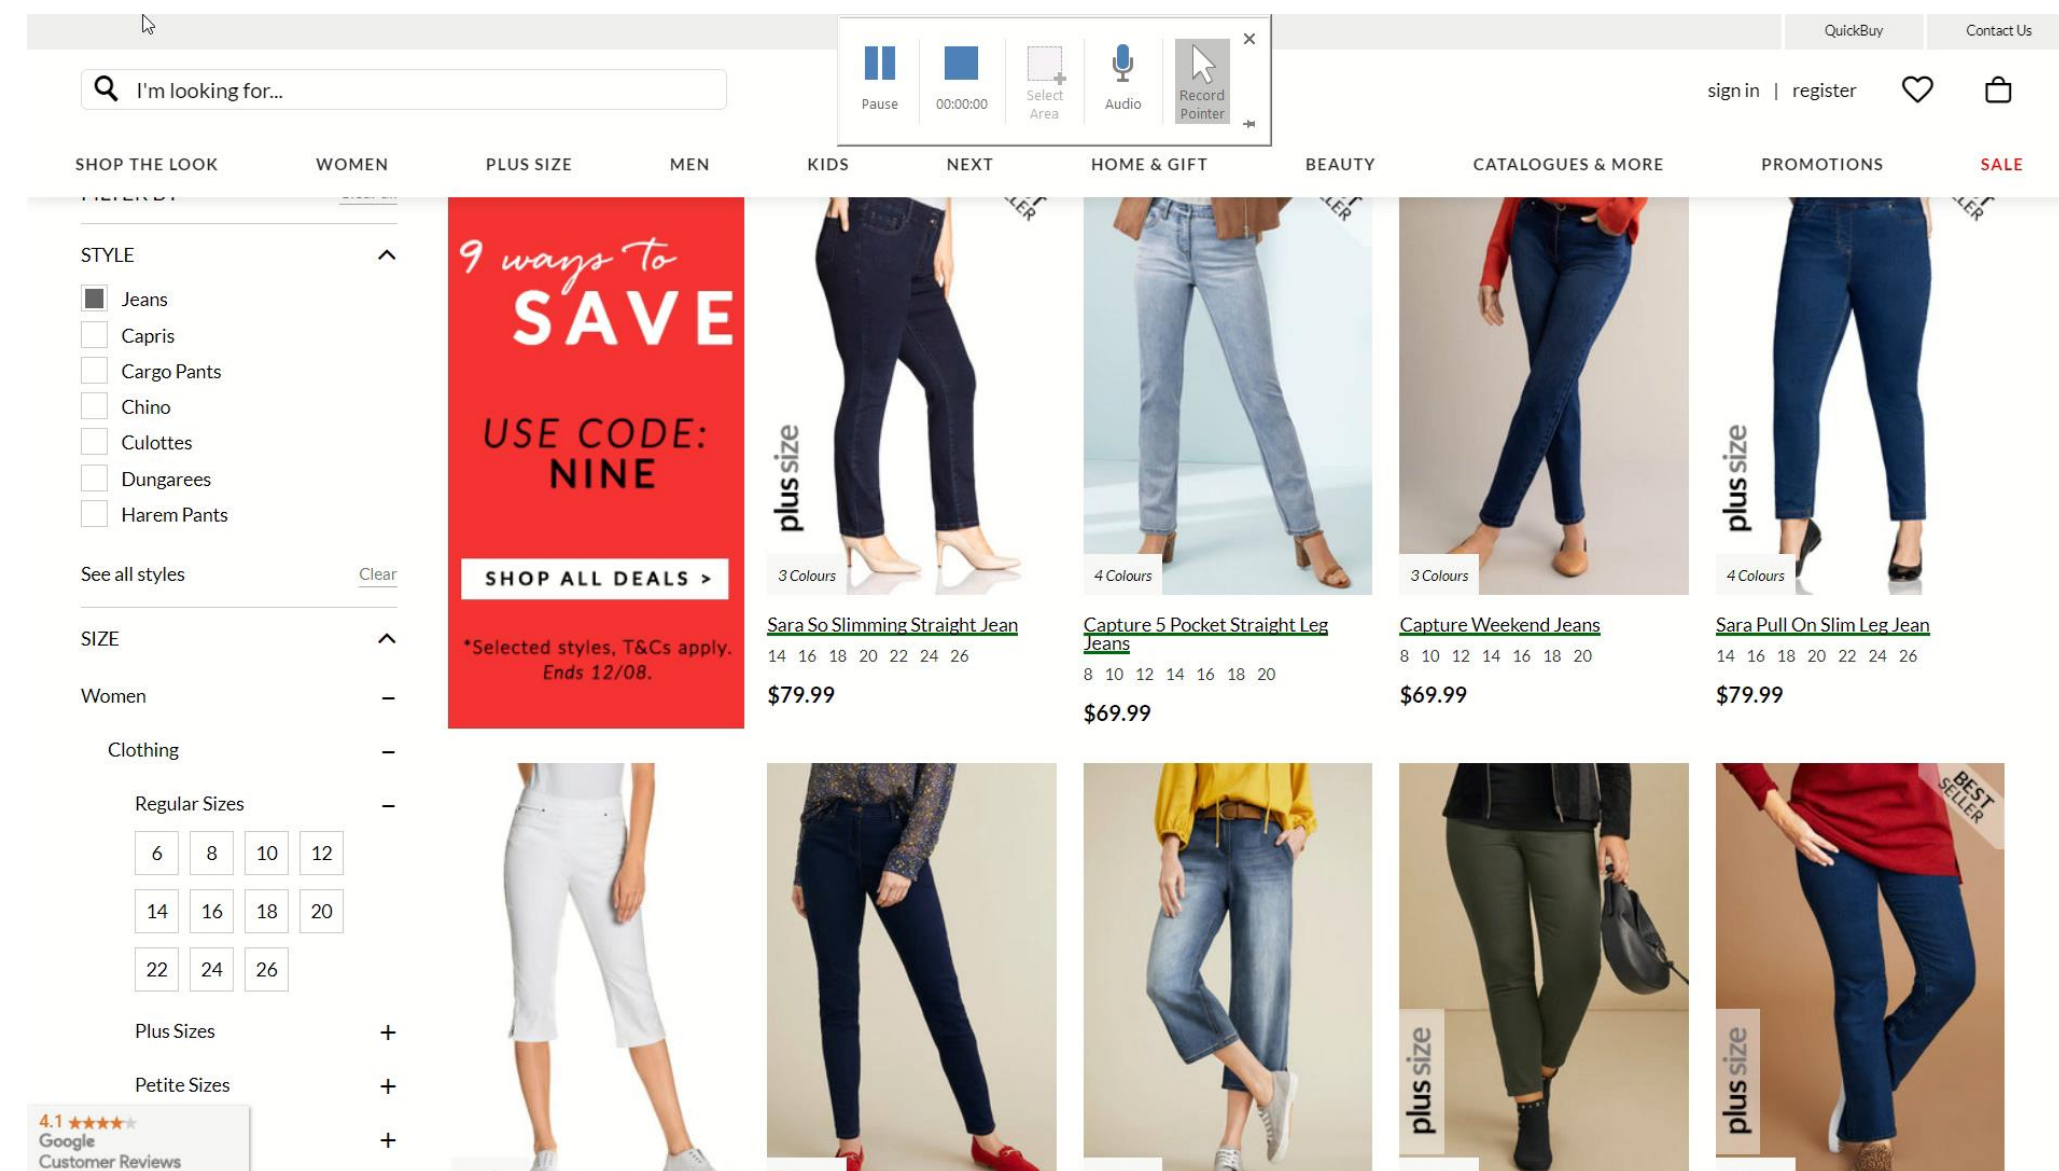 QuickBuy
Contact Us
I'm looking for...
Pause
00:00:00
Select
Area
Audio
Record
Pointer
sign in | register
SHOP THE LOOK
WOMEN
PLUS SIZE
MEN
KIDS
NEXT
HOME & GIFT
BEAUTY
CATALOGUES & MORE
PROMOTIONS
SALE
STYLE
Jeans
Capris
Cargo Pants
Chino
Culottes
Dungarees
Harem Pants
See all styles
Clear
SIZE
Women
Clothing
Regular Sizes
6 8 10 12
14 16 18 20
22 24 26
Plus Sizes
Petite Sizes
4.1
Google
Customer Reviews
9 ways to
SAVE
USE CODE:
NINE
SHOP ALL DEALS >
*Selected styles, T&Cs apply.
Ends 12/08.
plus size
3 Colours
Sara So Slimming Straight Jean
14 16 18 20 22 24 26
$79.99
4 Colours
Capture 5 Pocket Straight Leg
Jeans
8 10 12 14 16 18 20
$69.99
3 Colours
Capture Weekend Jeans
8 10 12 14 16 18 20
$69.99
plus size
4 Colours
Sara Pull On Slim Leg Jean
14 16 18 20 22 24 26
$79.99
plus size
BEST
SELLER
plus size